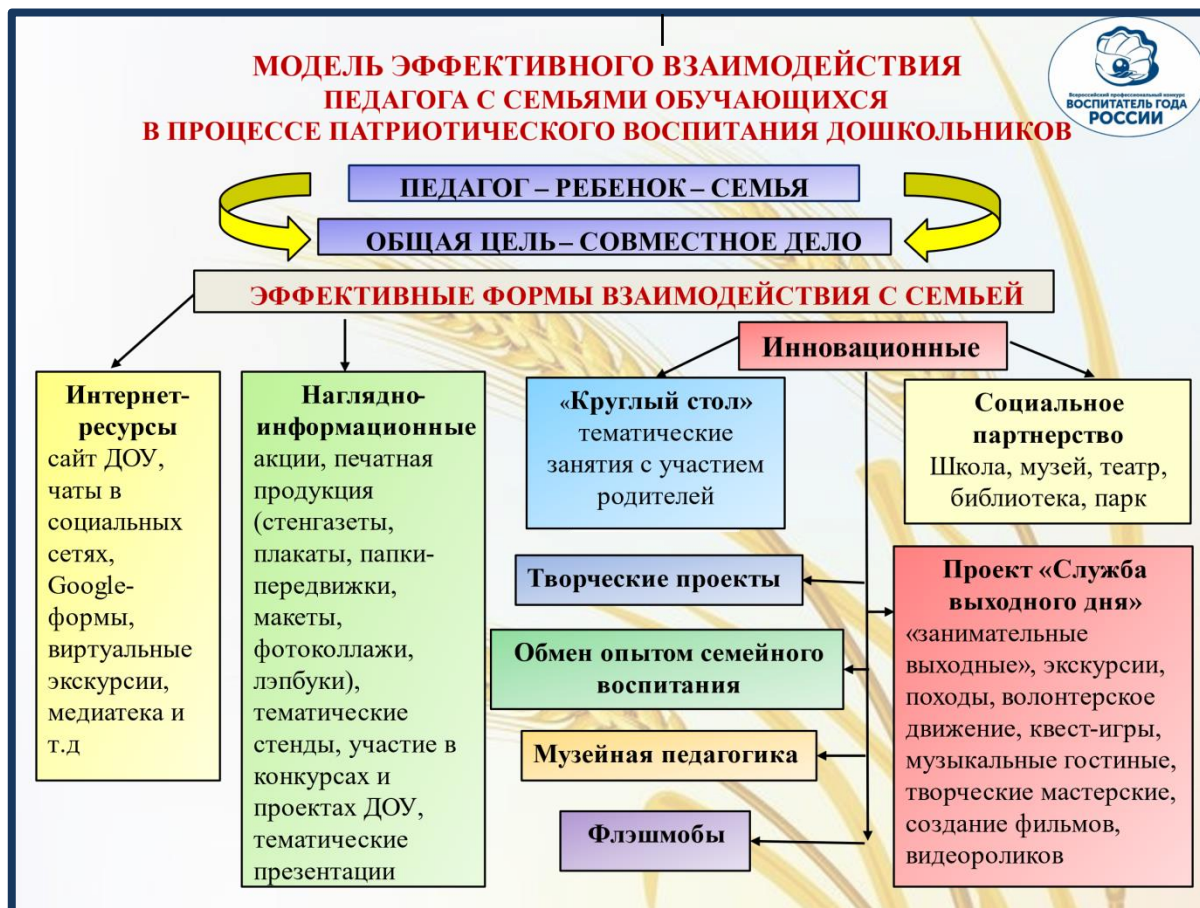 МОДЕЛЬ ЭФФЕКТИВНОГО ВЗАИМОДЕЙСТВИЯ
ПЕДАГОГА С СЕМЬЯМИ ОБУЧАЮЩИХСЯ
В ПРОЦЕССЕ ПАТРИОТИЧЕСКОГО ВОСПИТАНИЯ ДОШКОЛЬНИКОВ
Всероссийский профессиональный конкурс
ВОСПИТАТЕЛЬ ГОДА
РОССИИ
ПЕДАГОГ – РЕБЕНОК – СЕМЬЯ
ОБЩАЯ ЦЕЛЬ – СОВМЕСТНОЕ ДЕЛО
ЭФФЕКТИВНЫЕ ФОРМЫ ВЗАИМОДЕЙСТВИЯ С СЕМЬЕЙ
Интернет-
ресурсы
сайт ДОУ,
чаты в
социальных
сетях,
Google-
формы,
виртуальные
экскурсии,
медиатека и
т.д
Наглядно-
информационные
акции, печатная
продукция
(стенгазеты,
плакаты, папки-
передвижки,
макеты,
фотоколлажи,
лэпбуки),
тематические
стенды, участие в
конкурсах и
проектах ДОУ,
тематические
презентации
Инновационные
«Круглый стол»
тематические
занятия с участием
родителей
Социальное
партнерство
Школа, музей, театр,
библиотека, парк
Творческие проекты
Обмен опытом семейного
воспитания
Музейная педагогика
Флэшмобы
Проект «Служба
выходного дня»
«занимательные
выходные», экскурсии,
походы, волонтерское
движение, квест-игры,
музыкальные гостиные,
творческие мастерские,
создание фильмов,
видеороликов